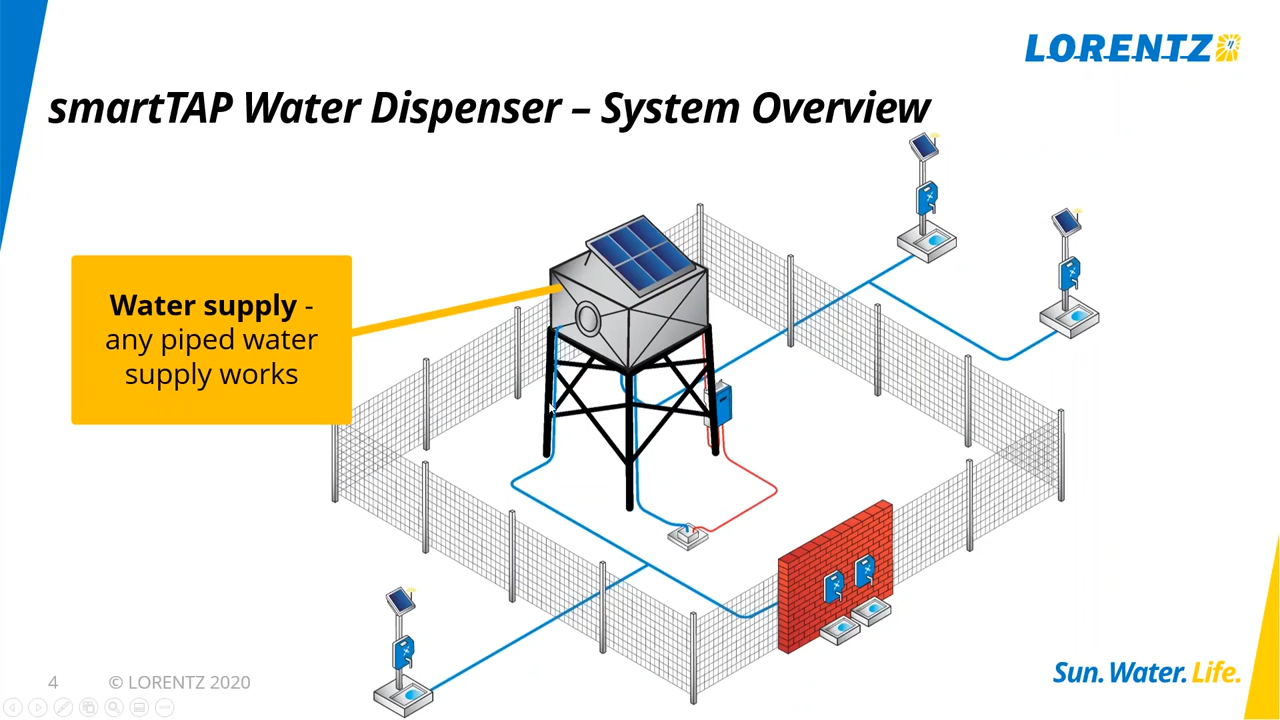 LORENTZ
smartTAP Water Dispenser – System Overview
Water supply -
any piped water
supply works
4 © LORENTZ 2020
Sun. Water. Life.